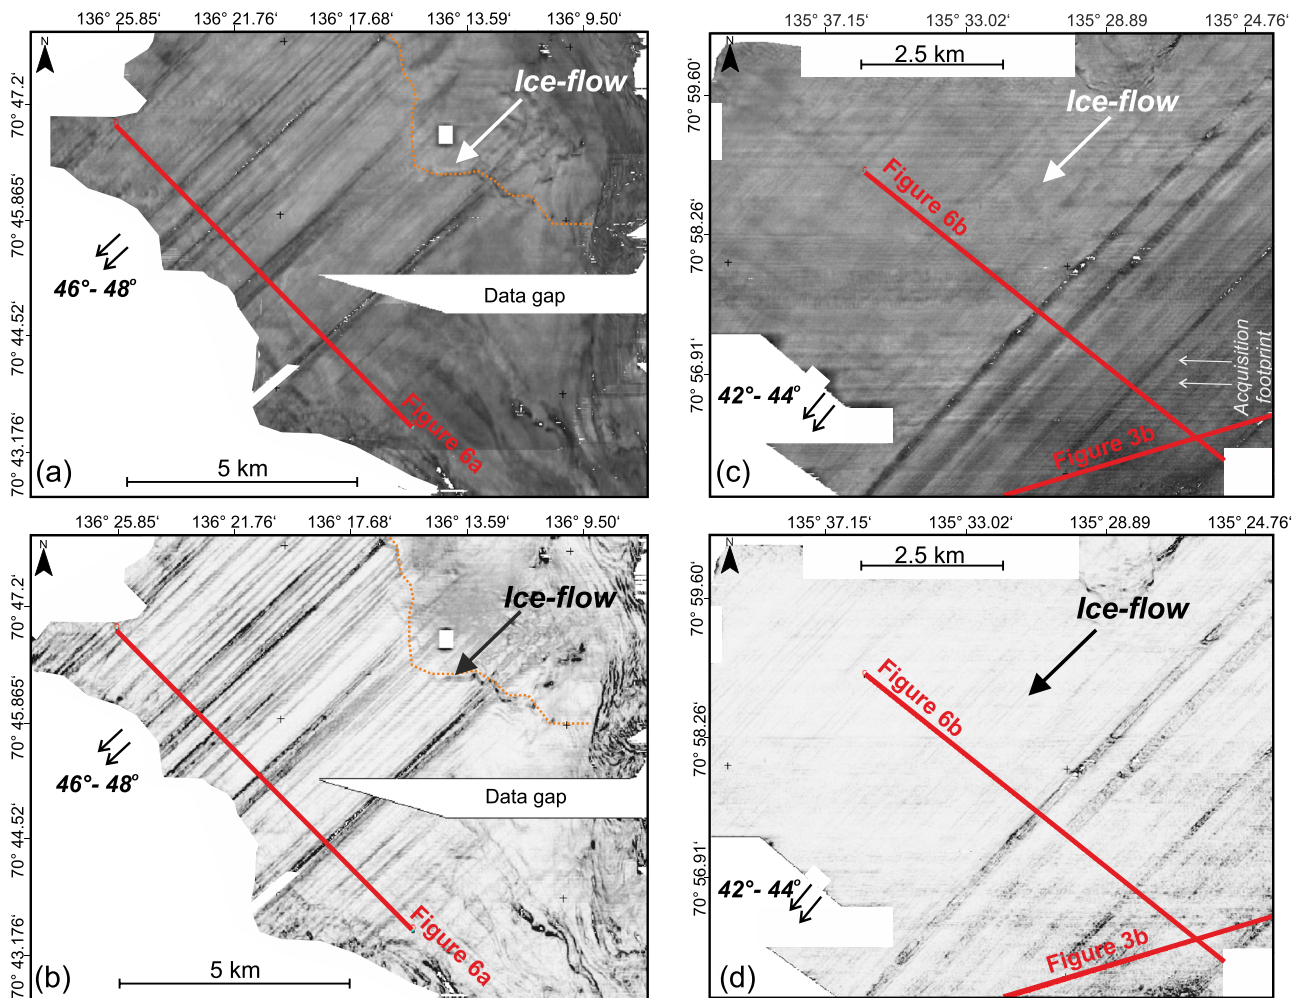 136° 25.85‘ 136° 21.76‘ 136° 17.68‘ 136° 13.59‘ 136° 9.50‘
N
Ice-flow
70° 47.2‘
70° 45.865‘
70° 44.52‘
70° 43.176‘
46°- 48°
Data gap
Figure 6a
5 km
(a)
135° 37.15‘ 135° 33.02‘ 135° 28.89 135° 24.76‘
N
2.5 km
Ice-flow
70° 59.60‘
70° 58.26‘
70° 56.91‘
Figure 6b
Acquisition
footprint
42°- 44°
Figure 3b
(c)
136° 25.85‘ 136° 21.76‘ 136° 17.68‘ 136° 13.59‘ 136° 9.50‘
N
Ice-flow
70° 47.2‘
70° 45.865‘
70° 44.52‘
70° 43.176‘
46°- 48°
Data gap
Figure 6a
5 km
(b)
135° 37.15‘ 135° 33.02‘ 135° 28.89 135° 24.76‘
N
2.5 km
Ice-flow
70° 59.60‘
70° 58.26‘
70° 56.91‘
Figure 6b
42°- 44°
Figure 3b
(d)